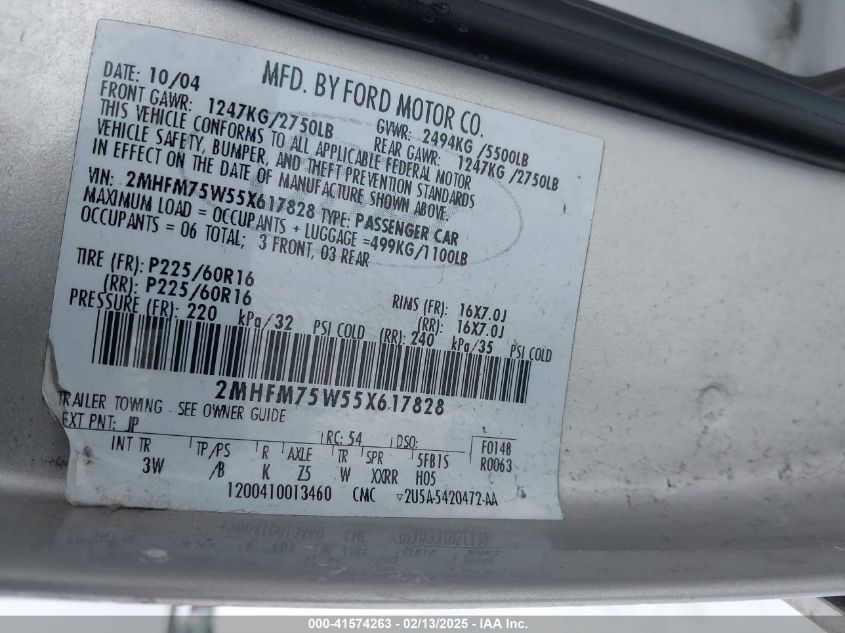 DATE: 10/04 MFD. BY FORD MOTOR CO.
FRONT GAWR: 1247KG/2750LB GVWR: 2494KG /5500LB
REAR GAWR: 1247KG /2750LB
THIS VEHICLE CONFORMS TO ALL APPLICABLE FEDERAL MOTOR
VEHICLE SAFETY, BUMPER, AND THEFT PREVENTION STANDARDS
IN EFFECT ON THE DATE OF MANUFACTURE SHOWN ABOVE.
VIN: 2MHFM75W55X617828 TYPE: PASSENGER CAR
MAXIMUM LOAD = OCCUPANTS + LUGGAGE =499KG/1100LB
OCCUPANTS = 06 TOTAL; 3 FRONT, 03 REAR
TIRE (FR): P225/60R16 RIMS (FR): 16X7.0J
(RR): P225/60R16 (RR): 16X7.0J
PRESSURE (FR): 220 kPa/32 PSI COLD (RR): 240 kPa/35 PSI COLD
2MHFM75W55X617828
TRAILER TOWING - SEE OWNER GUIDE
EXT PNT: JP RC: 54 DSO: F0148
INT TR TP/PS R AXLE TR SPR 5FB1S R0063
3W /B K Z5 W XXRR H05
1200410013460 CMC ▽2U5A-5420472-AA
000-41574263 - 02/13/2025 - IAA Inc.